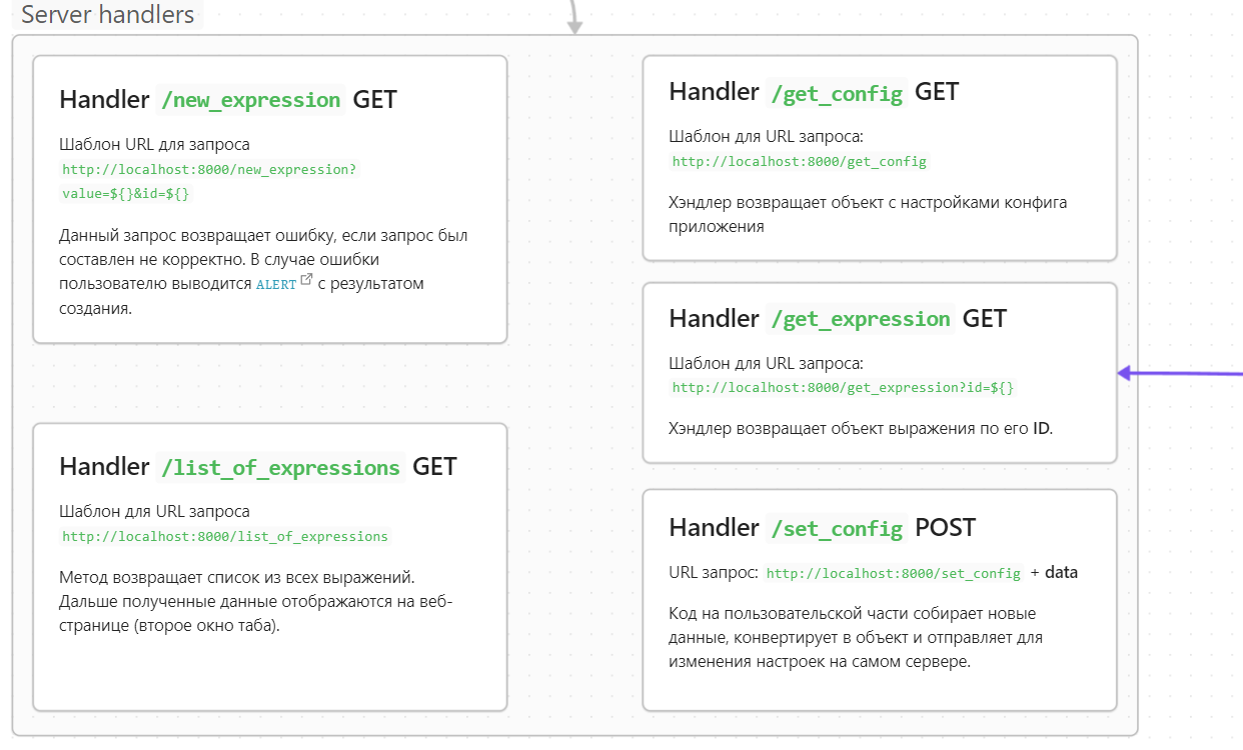 Server handlers
Handler /new_expression GET
Шаблон URL для запроса
http://localhost:8000/new_expression?
value=${}&id=${}
Данный запрос возвращает ошибку, если запрос был
составлен не корректно. В случае ошибки
пользователю выводится ALERT с результатом
создания.
Handler /list_of_expressions GET
Шаблон для URL запроса
http://localhost:8000/list_of_expressions
Метод возвращает список из всех выражений.
Дальше полученные данные отображаются на веб-
странице (второе окно таба).
Handler /get_config GET
Шаблон для URL запроса:
http://localhost:8000/get_config
Хэндлер возвращает объект с настройками конфига
приложения
Handler /get_expression GET
Шаблон для URL запроса:
http://localhost:8000/get_expression?id=${}
Хэндлер возвращает объект выражения по его ID.
Handler /set_config POST
URL запрос: http://localhost:8000/set_config + data
Код на пользовательской части собирает новые
данные, конвертирует в объект и отправляет для
изменения настроек на самом сервере.